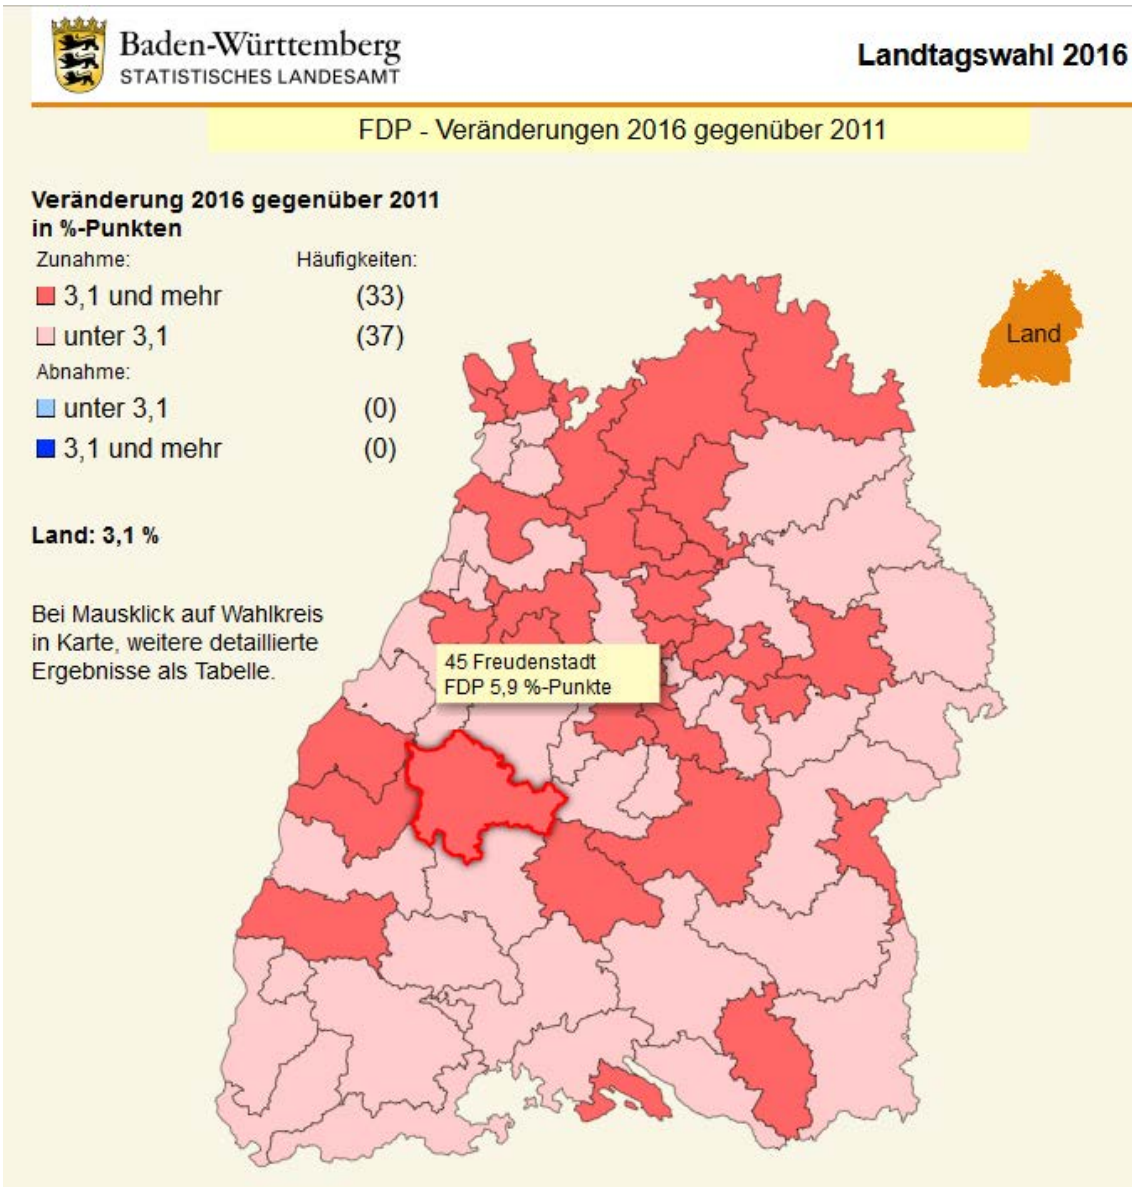 Baden-Württemberg
STATISTISCHES LANDESAMT
Landtagswahl 2016
FDP - Veränderungen 2016 gegenüber 2011
Veränderung 2016 gegenüber 2011
in %-Punkten
Zunahme: Häufigkeiten:
3,1 und mehr (33)
unter 3,1 (37)
Abnahme:
unter 3,1 (0)
3,1 und mehr (0)
Land
Land: 3,1 %
Bei Mausklick auf Wahlkreis
in Karte, weitere detaillierte
Ergebnisse als Tabelle.
45 Freudenstadt
FDP 5,9 %-Punkte